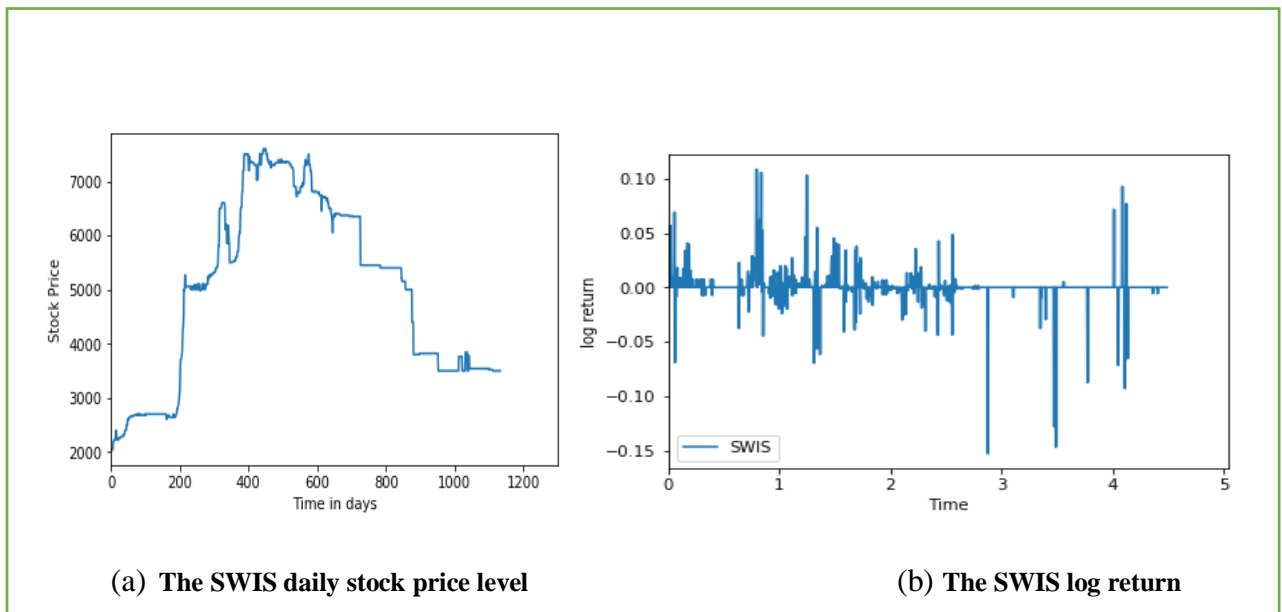 7000
6000
5000
4000
3000
2000
Stock Price
0 200 400 600 800 1000 1200
Time in days
0.10
0.05
0.00
−0.05
−0.10
−0.15
log return
SWIS
0 1 2 3 4 5
Time
(a) The SWIS daily stock price level
(b) The SWIS log return